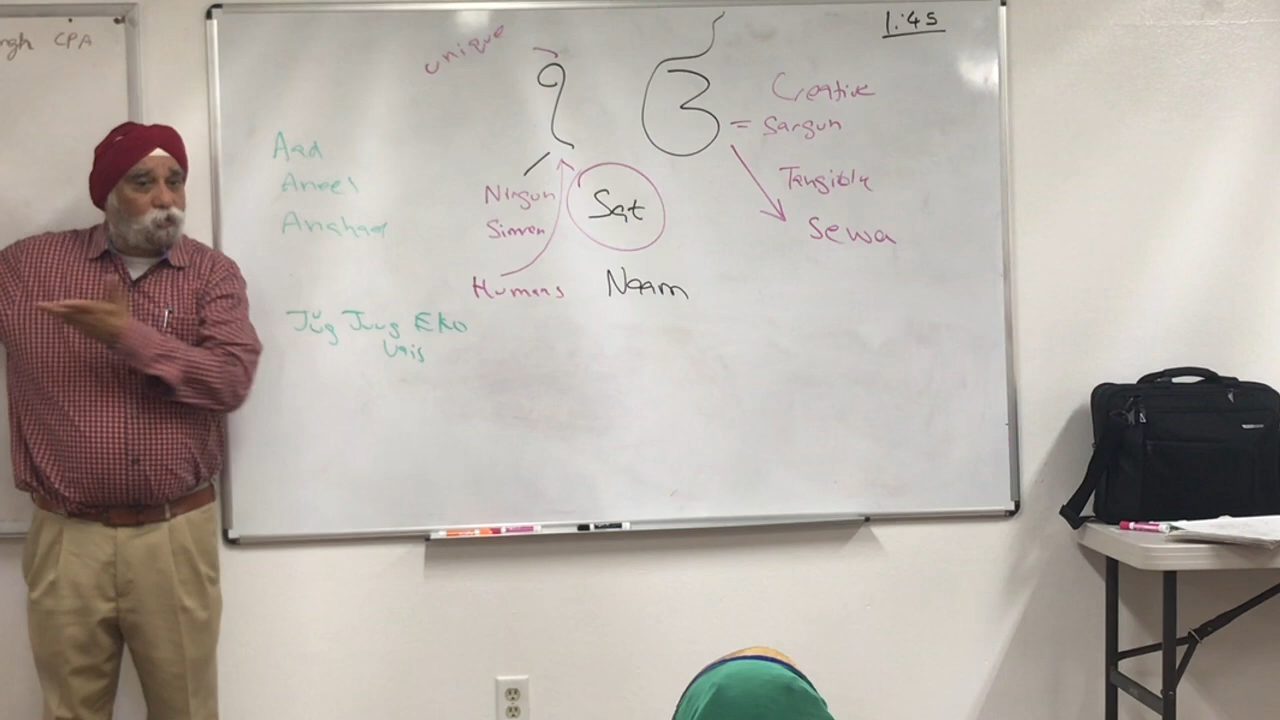 ngh CPA
1:45
unique
੧ ੳ
Creative
= Sargun
Aad
Aneel
Anahad
Nirgun
Simran
Sat
Tangible
Sewa
Humans
Naam
Jug Jug Eko
Vais